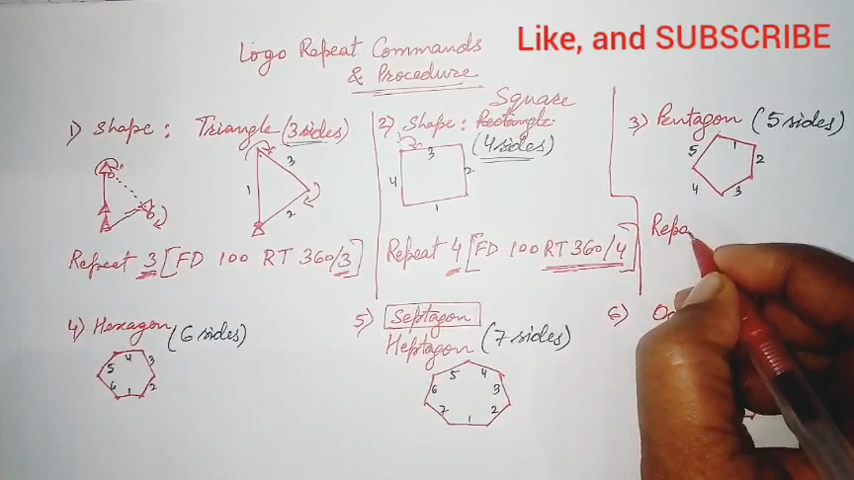 Like, and SUBSCRIBE
Logo Repeat Commands
& Procedure
1) Shape : Triangle (3 sides)
1
2
3
Repeat 3 [FD 100 RT 360/3]
Square
2) Shape : Rectangle
(4 sides)
3
4
2
1
Repeat 4 [FD 100 RT 360/4]
3) Pentagon (5 sides)
5
1
2
4
3
Repe
4) Hexagon (6 sides)
4
5
3
6
1
2
5) Septagon
Heptagon (7 sides)
5
4
6
3
7
1
2
6)